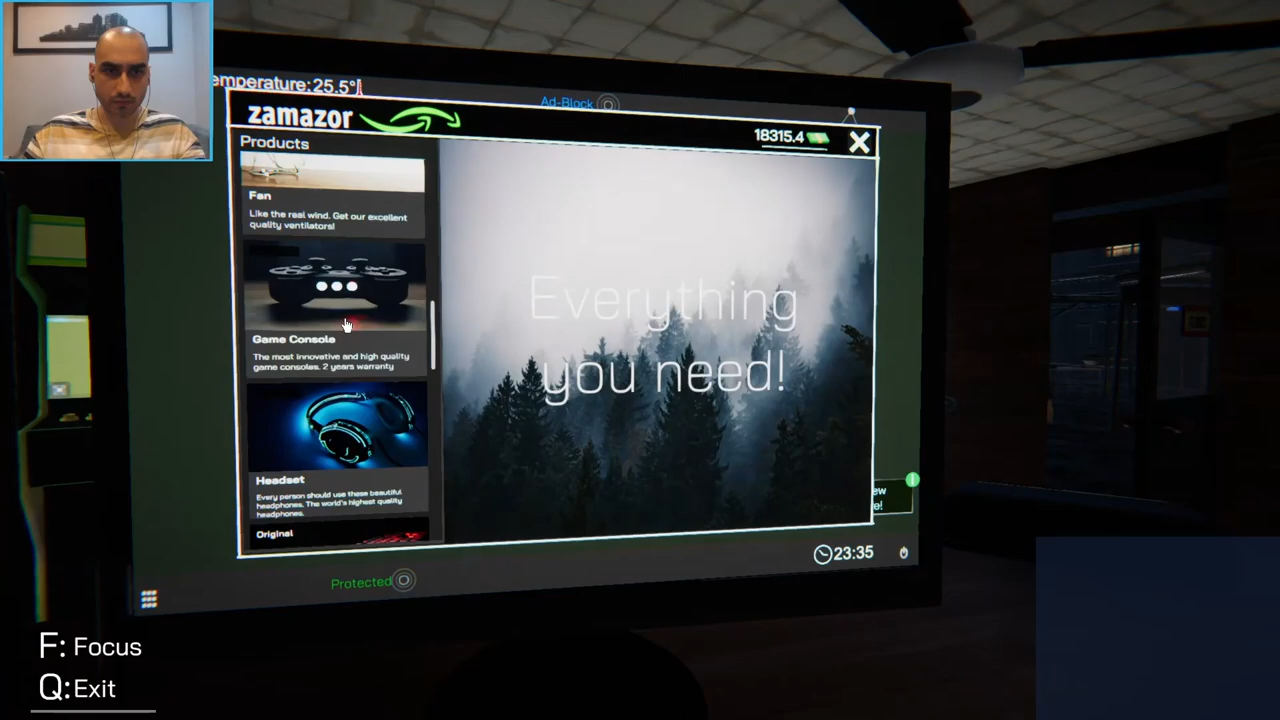 emperature: 25.5°
Ad-Block
zamazor
18315.4
Products
Fan
Like the real wind. Get our excellent
quality ventilators!
Game Console
The most innovative and high quality
game consoles. 2 years warranty
Headset
Every person should use these beautiful
headphones. The world's highest quality
headphones.
Original
Everything
you need!
ew
e!
23:35
Protected
F: Focus
Q: Exit